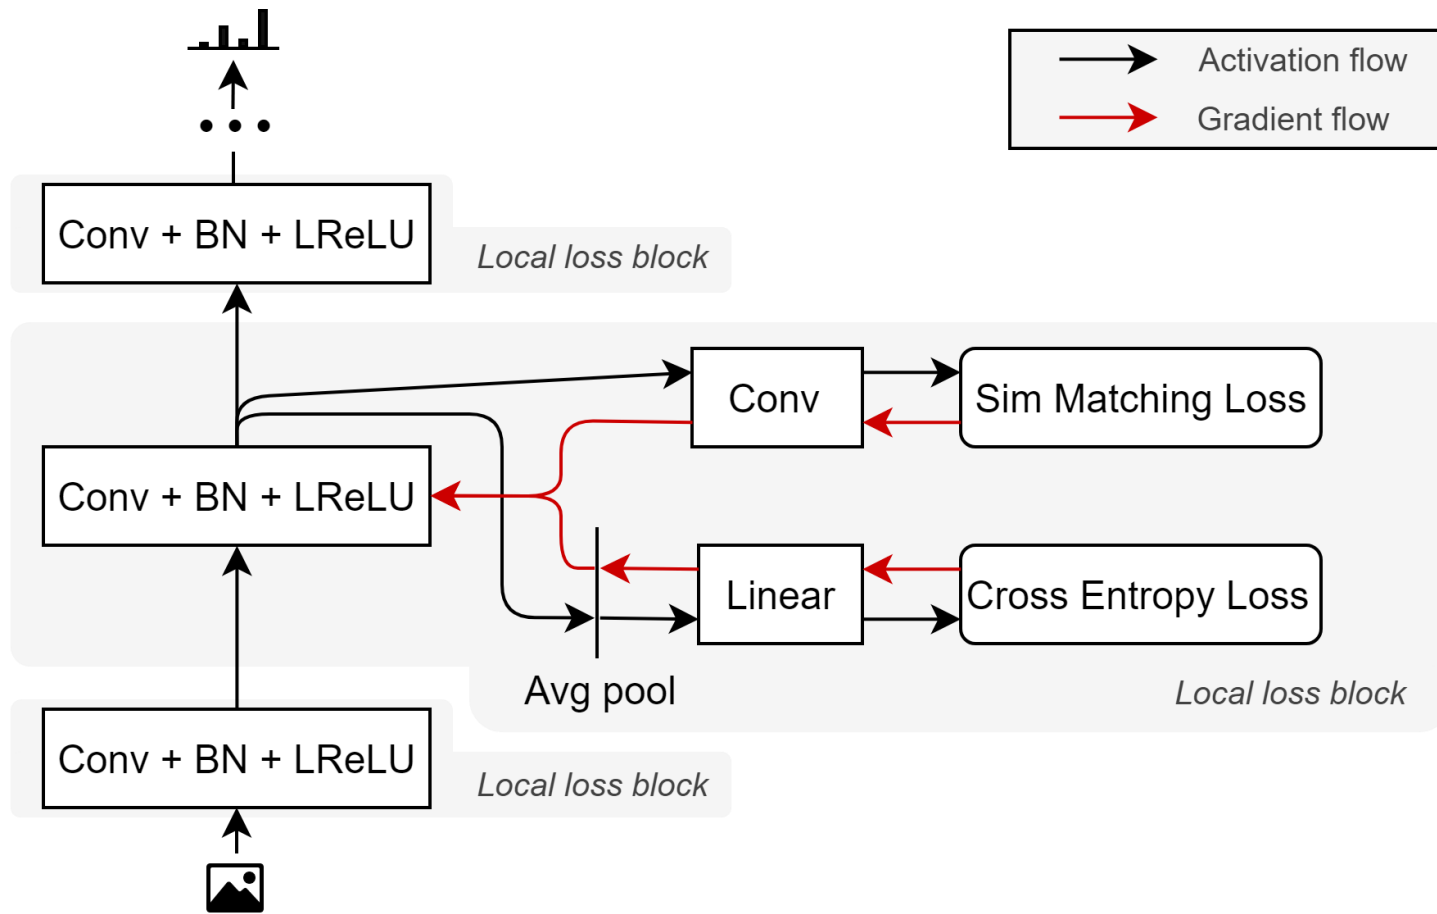 Activation flow
Gradient flow
Conv + BN + LReLU
Local loss block
Conv
Sim Matching Loss
Conv + BN + LReLU
Linear
Cross Entropy Loss
Avg pool
Local loss block
Conv + BN + LReLU
Local loss block